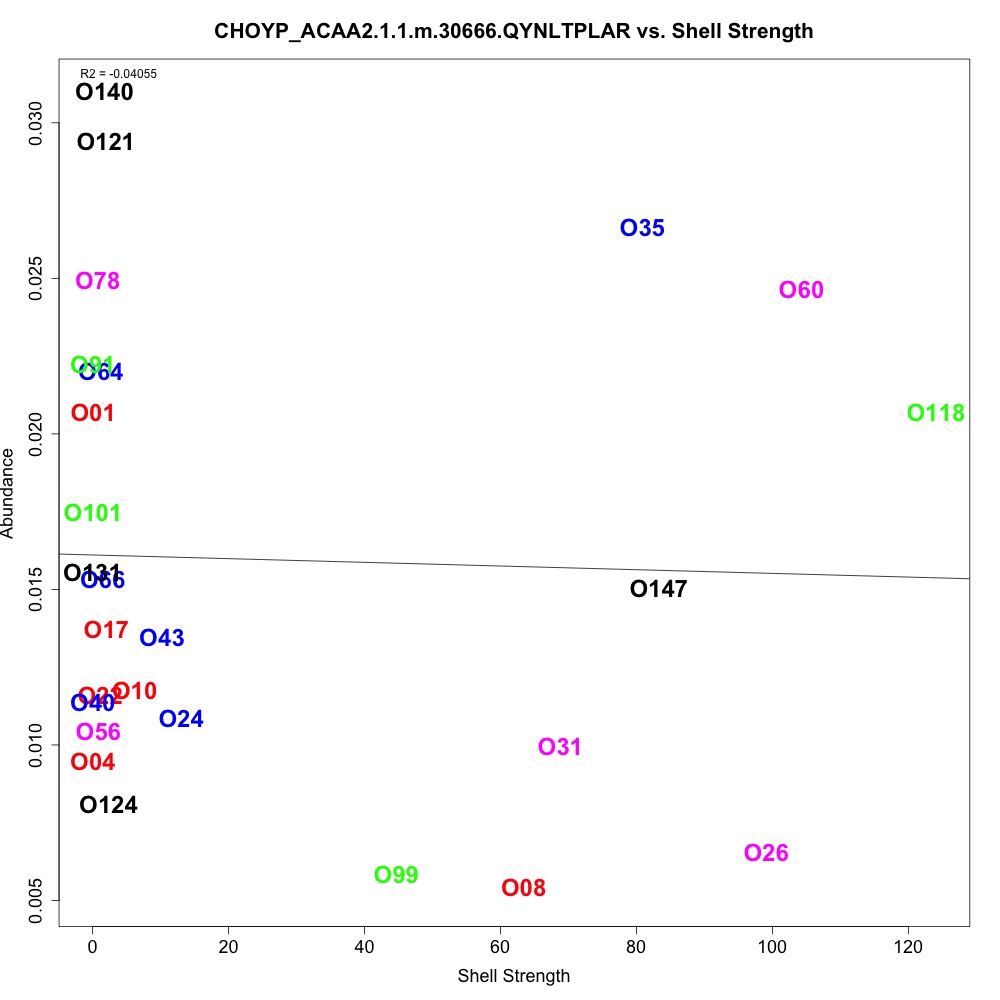 CHOYP_ACAA2.1.1.m.30666.QYNLTPLAR vs. Shell Strength
R2 = -0.04055
O140
O121
O35
O78
O60
O91
O64
O01
O118
O101
O131
O66
O147
O17
O43
O22
O10
O40
O24
O56
O31
O04
O124
O26
O99
O08
0.030
0.025
0.020
0.015
0.010
0.005
Abundance
0 20 40 60 80 100 120
Shell Strength